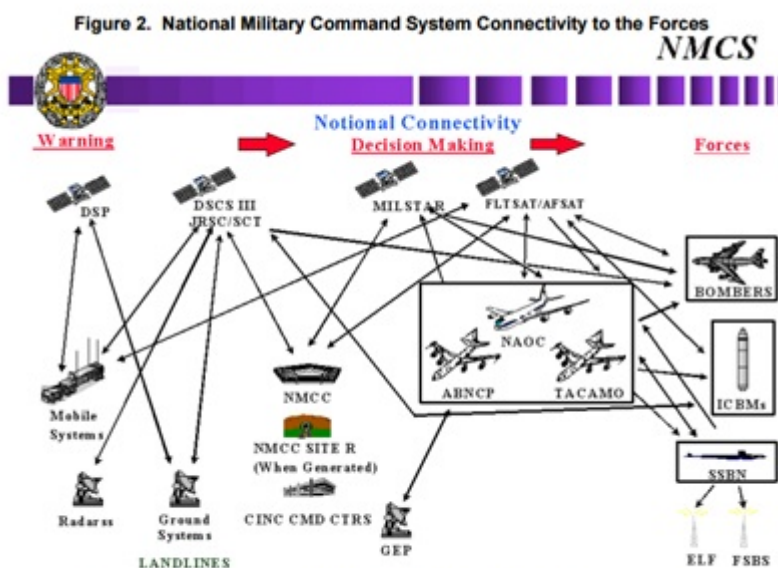 Figure 2. National Military Command System Connectivity to the Forces
NMCS
Notional Connectivity
Warning
Decision Making
Forces
DSP
DSCS III
JRSC/SCT
MILSTAR
FLTSAT/AFSAT
BOMBERS
NAOC
ABNCP
TACAMO
ICBMs
NMCC
Mobile
Systems
NMCC SITE R
(When Generated)
SSBN
Radarss
Ground
Systems
CINC CMD CTRS
GEP
LANDLINES
ELF
FSBS